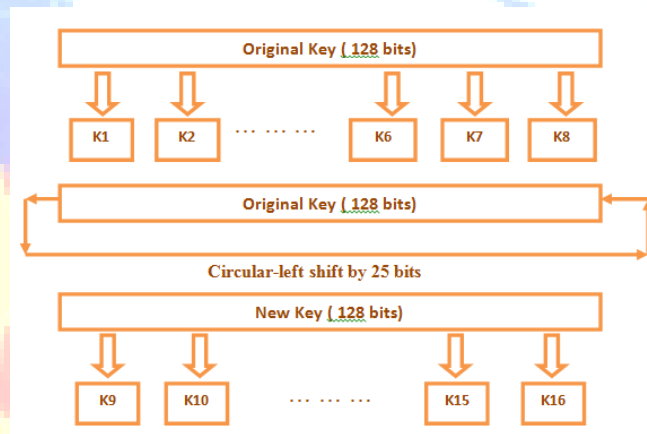 Original Key ( 128 bits)
K1 K2 ... ... ... K6 K7 K8
Original Key ( 128 bits)
Circular-left shift by 25 bits
New Key ( 128 bits)
K9 K10 ... ... ... K15 K16